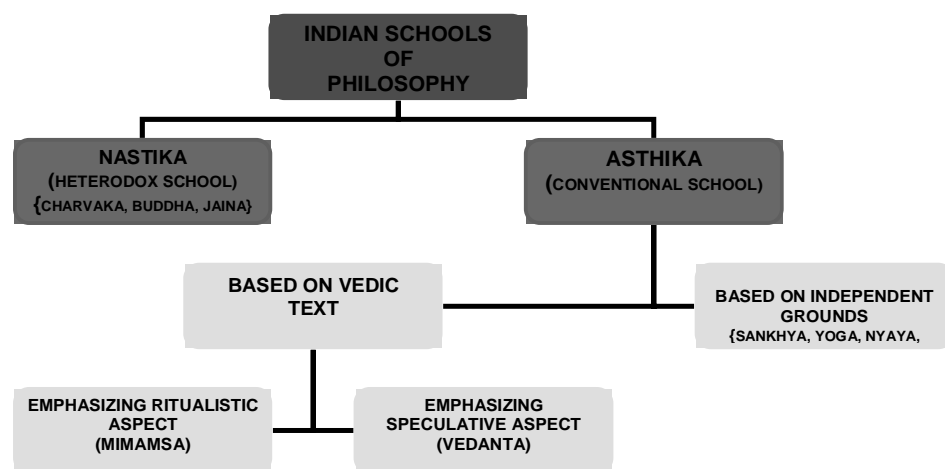 INDIAN SCHOOLS
OF
PHILOSOPHY
NASTIKA
(HETERODOX SCHOOL)
{CHARVAKA, BUDDHA, JAINA}
ASTHIKA
(CONVENTIONAL SCHOOL)
BASED ON VEDIC
TEXT
BASED ON INDEPENDENT
GROUNDS
{SANKHYA, YOGA, NYAYA,
EMPHASIZING RITUALISTIC
ASPECT
(MIMAMSA)
EMPHASIZING
SPECULATIVE ASPECT
(VEDANTA)